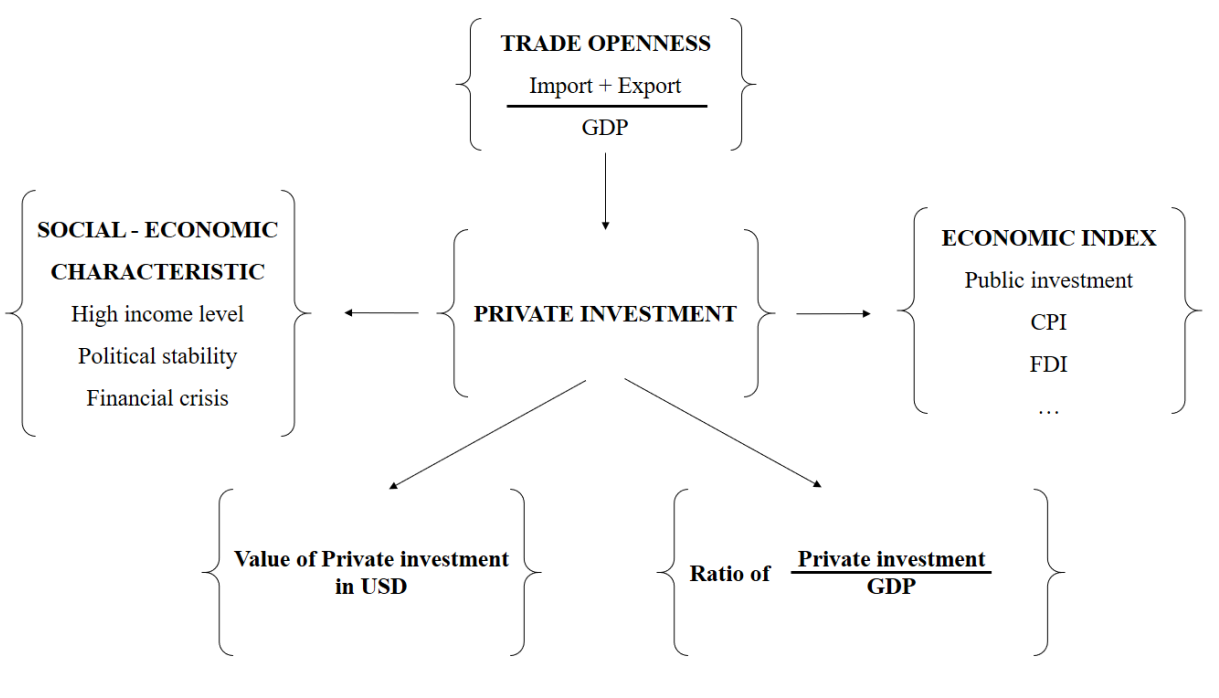 TRADE OPENNESS
Import + Export
GDP
SOCIAL - ECONOMIC
CHARACTERISTIC
High income level
Political stability
Financial crisis
PRIVATE INVESTMENT
ECONOMIC INDEX
Public investment
CPI
FDI
…
Value of Private investment
in USD
Ratio of
Private investment
GDP